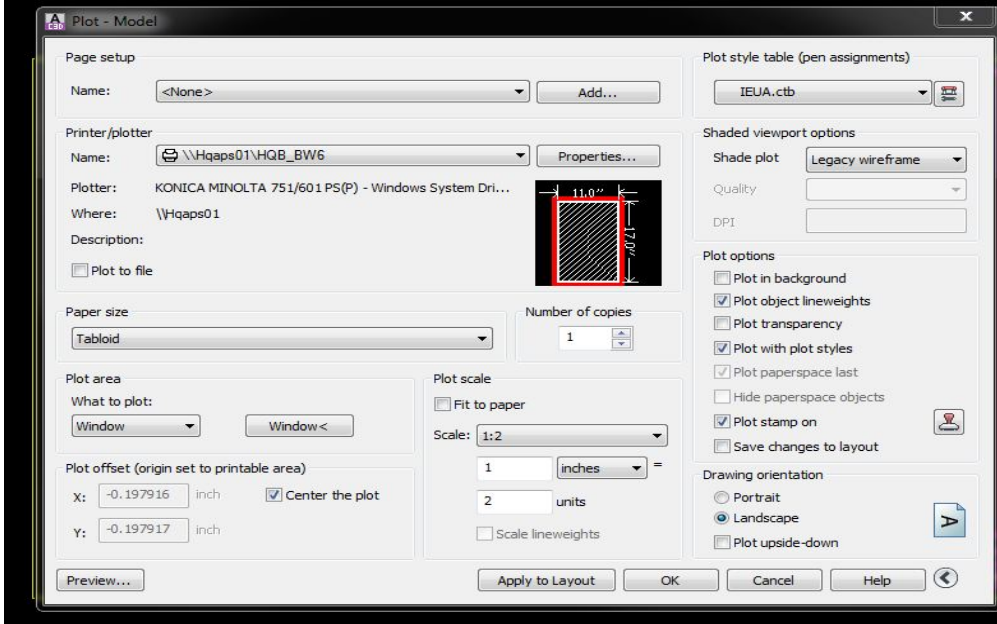 A
C3D
Plot - Model
Page setup
Name: <None> Add...
Printer/plotter
Name: \\Hqaps01\HQB_BW6 Properties...
Plotter: KONICA MINOLTA 751/601 PS(P) - Windows System Dri...
Where: \\Hqaps01
Description:
Plot to file
11.0''
17.0''
Paper size
Tabloid
Number of copies
1
Plot area
What to plot:
Window Window<
Plot offset (origin set to printable area)
X: -0.197916 inch Center the plot
Y: -0.197917 inch
Plot scale
Fit to paper
Scale: 1:2
1 inches =
2 units
Scale lineweights
Plot style table (pen assignments)
IEUA.ctb
Shaded viewport options
Shade plot Legacy wireframe
Quality
DPI
Plot options
Plot in background
Plot object lineweights
Plot transparency
Plot with plot styles
Plot paperspace last
Hide paperspace objects
Plot stamp on
Save changes to layout
Drawing orientation
Portrait
Landscape
Plot upside-down
A
Preview... Apply to Layout OK Cancel Help